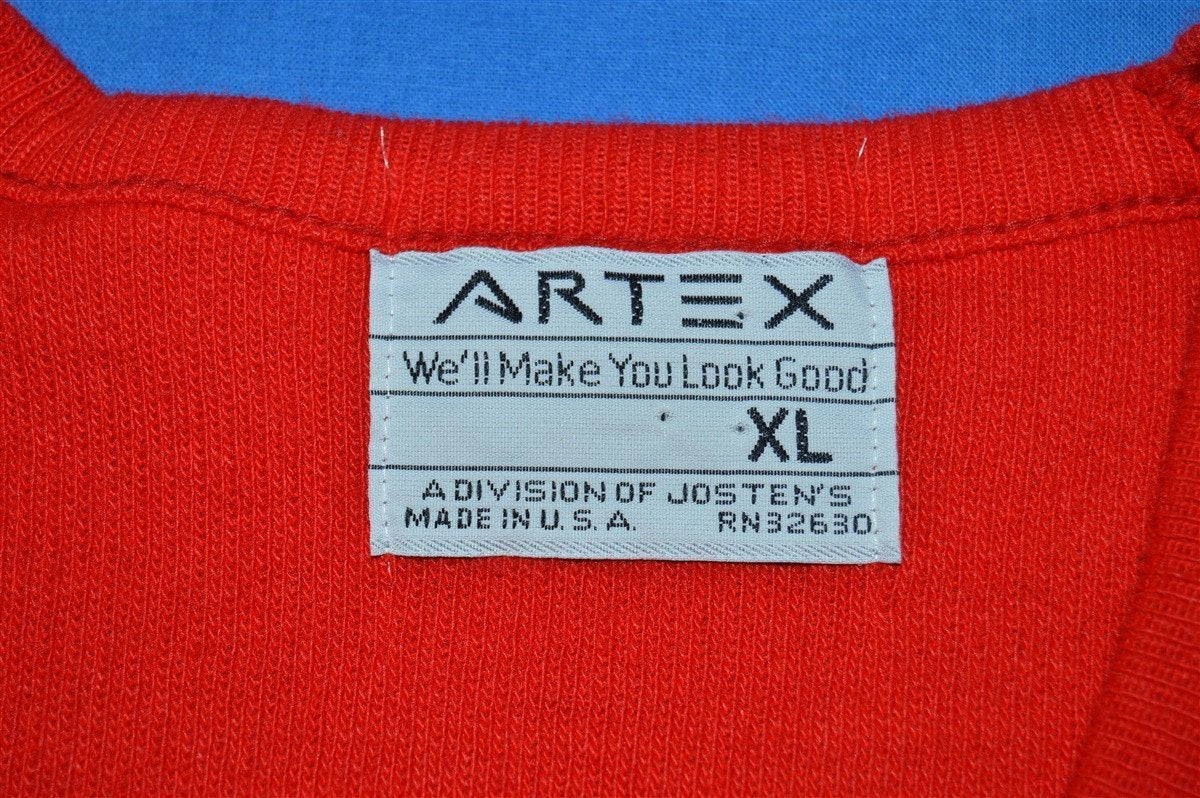 ARTEX
We'll Make You Look Good
XL
A DIVISION OF JOSTEN'S
MADE IN U.S.A. RN32630